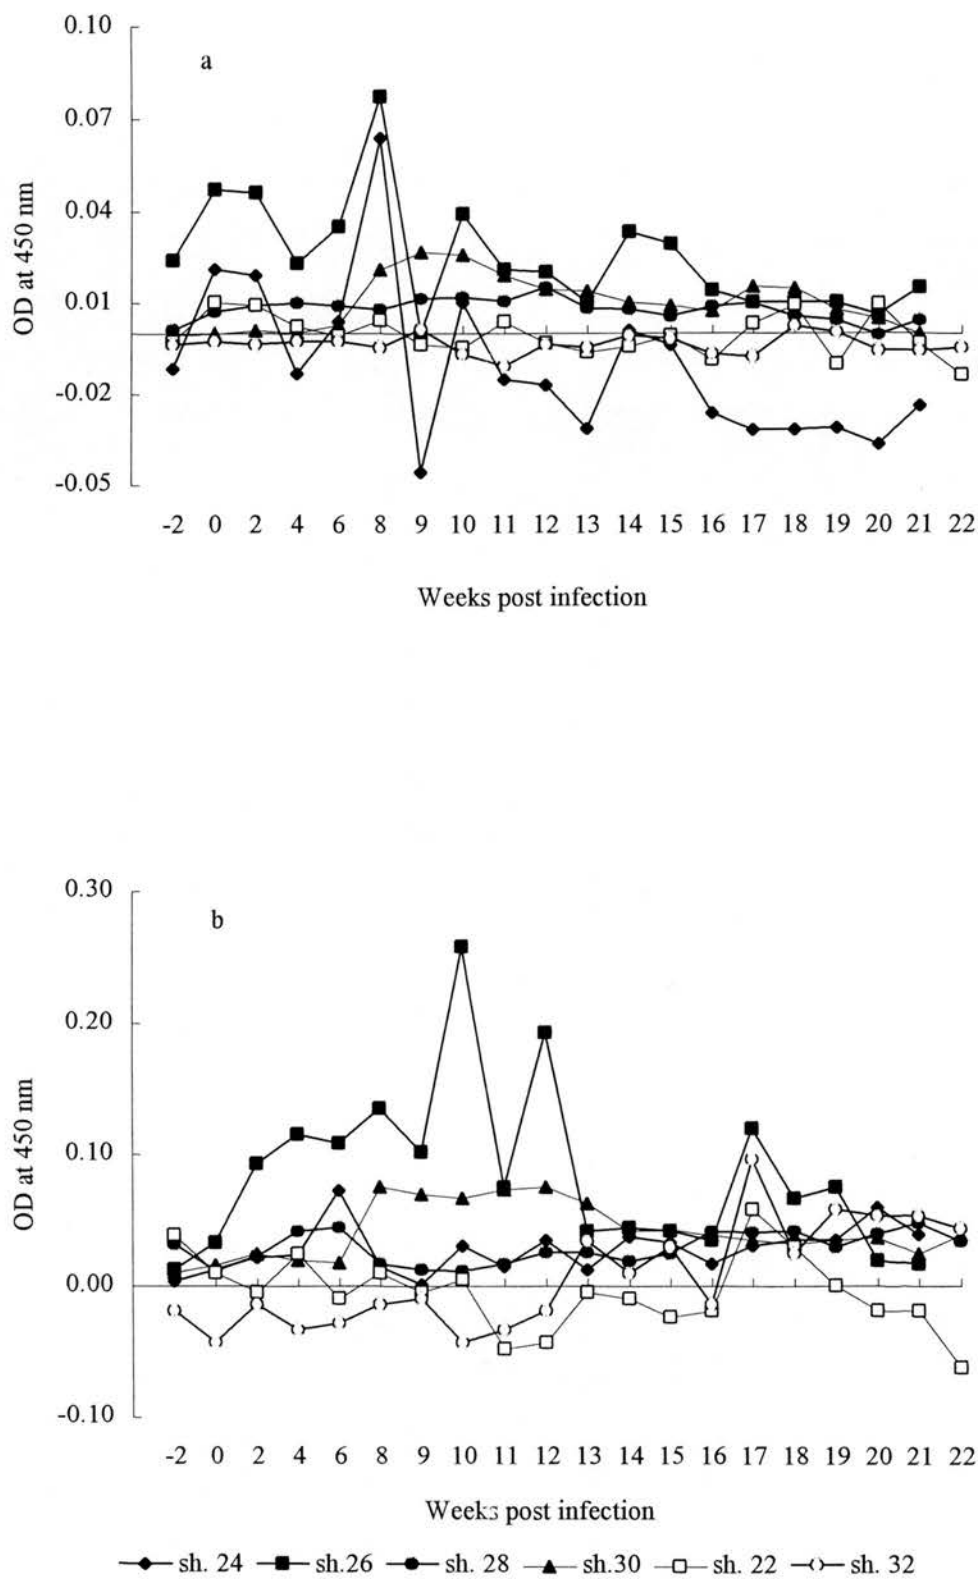 a
OD at 450 nm
0.10
0.07
0.04
0.01
-0.02
-0.05
-2 0 2 4 6 8 9 10 11 12 13 14 15 16 17 18 19 20 21 22
Weeks post infection
b
OD at 450 nm
0.30
0.20
0.10
0.00
-0.10
-2 0 2 4 6 8 9 10 11 12 13 14 15 16 17 18 19 20 21 22
Weeks post infection
sh. 24 sh.26 sh. 28 sh.30 sh. 22 sh. 32